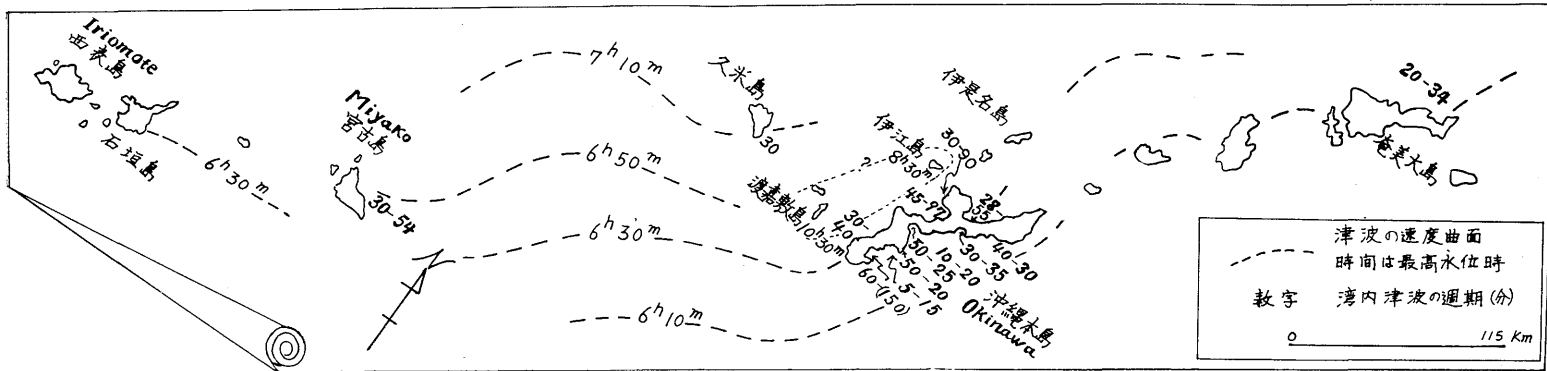 Iriomote
西表島
石垣島
6h30m
Miyako
宮古島
30-54
7h10m
6h50m
6h30m
6h10m
久米島
30
伊是名島
伊江島
30-90
8h30m
?
渡嘉敷島
10h30m
30-40
45-97
28-55
40-30
30-35
10-20
50-25
50-20
5-15
60-(150)
沖縄本島
Okinawa
20-34
奄美大島
津波の速度曲面
時间は最高水位時
数字 湾内津波の週期(分)
0 115 Km